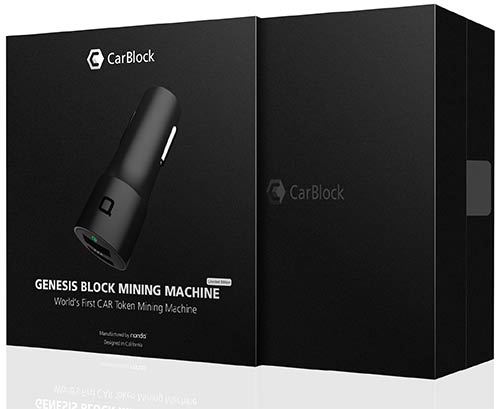 CarBlock
CarBlock
GENESIS BLOCK MINING MACHINE
Limited Edition
World's First CAR Token Mining Machine
Manufactured by nonda
Designed in California